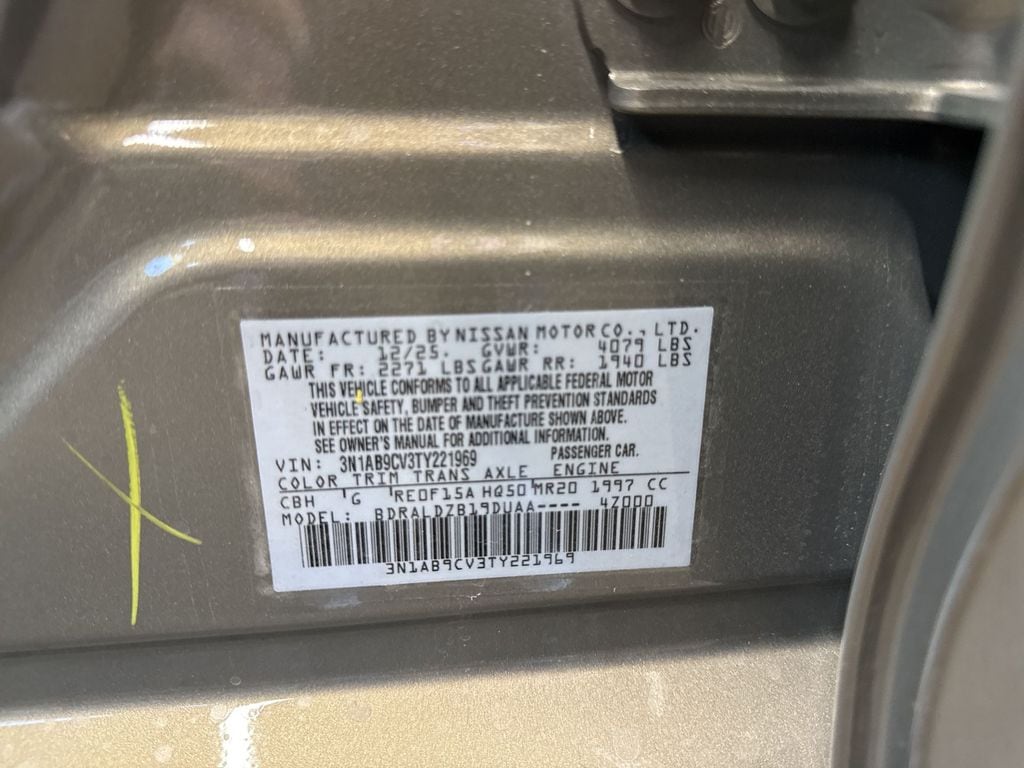 MANUFACTURED BY NISSAN MOTOR CO., LTD.
DATE: 12/25. GVWR: 4079 LBS
GAWR FR: 2271 LBS GAWR RR: 1940 LBS
THIS VEHICLE CONFORMS TO ALL APPLICABLE FEDERAL MOTOR
VEHICLE SAFETY, BUMPER AND THEFT PREVENTION STANDARDS
IN EFFECT ON THE DATE OF MANUFACTURE SHOWN ABOVE.
SEE OWNER'S MANUAL FOR ADDITIONAL INFORMATION.
VIN: 3N1AB9CV3TY221969 PASSENGER CAR.
COLOR TRIM TRANS AXLE ENGINE
CBH G RE0F15A HQ50 MR20 1997 CC
MODEL: BDRALDZB19DUAA---- 4Z000
3N1AB9CV3TY221969